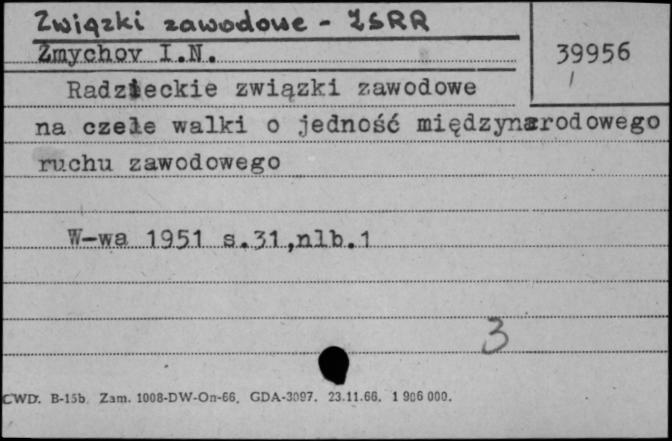 Związki zawodowe - ZSRR
Żmychov I.N.
39956
/
Radzieckie związki zawodowe
na czele walki o jedność międzynarodowego
ruchu zawodowego
W-wa 1951 s.31,nlb.1
3
CWD. B-15b. Zam. 1008-DW-On-66. GDA-3097. 23.11.66. 1 906 000.